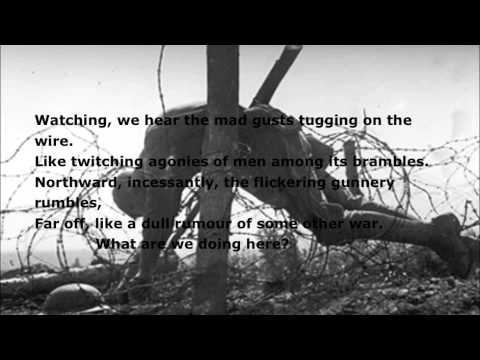 Watching, we hear the mad gusts tugging on the
wire.
Like twitching agonies of men among its brambles.
Northward, incessantly, the flickering gunnery
rumbles,
Far off, like a dull rumour of some other war.
What are we doing here?